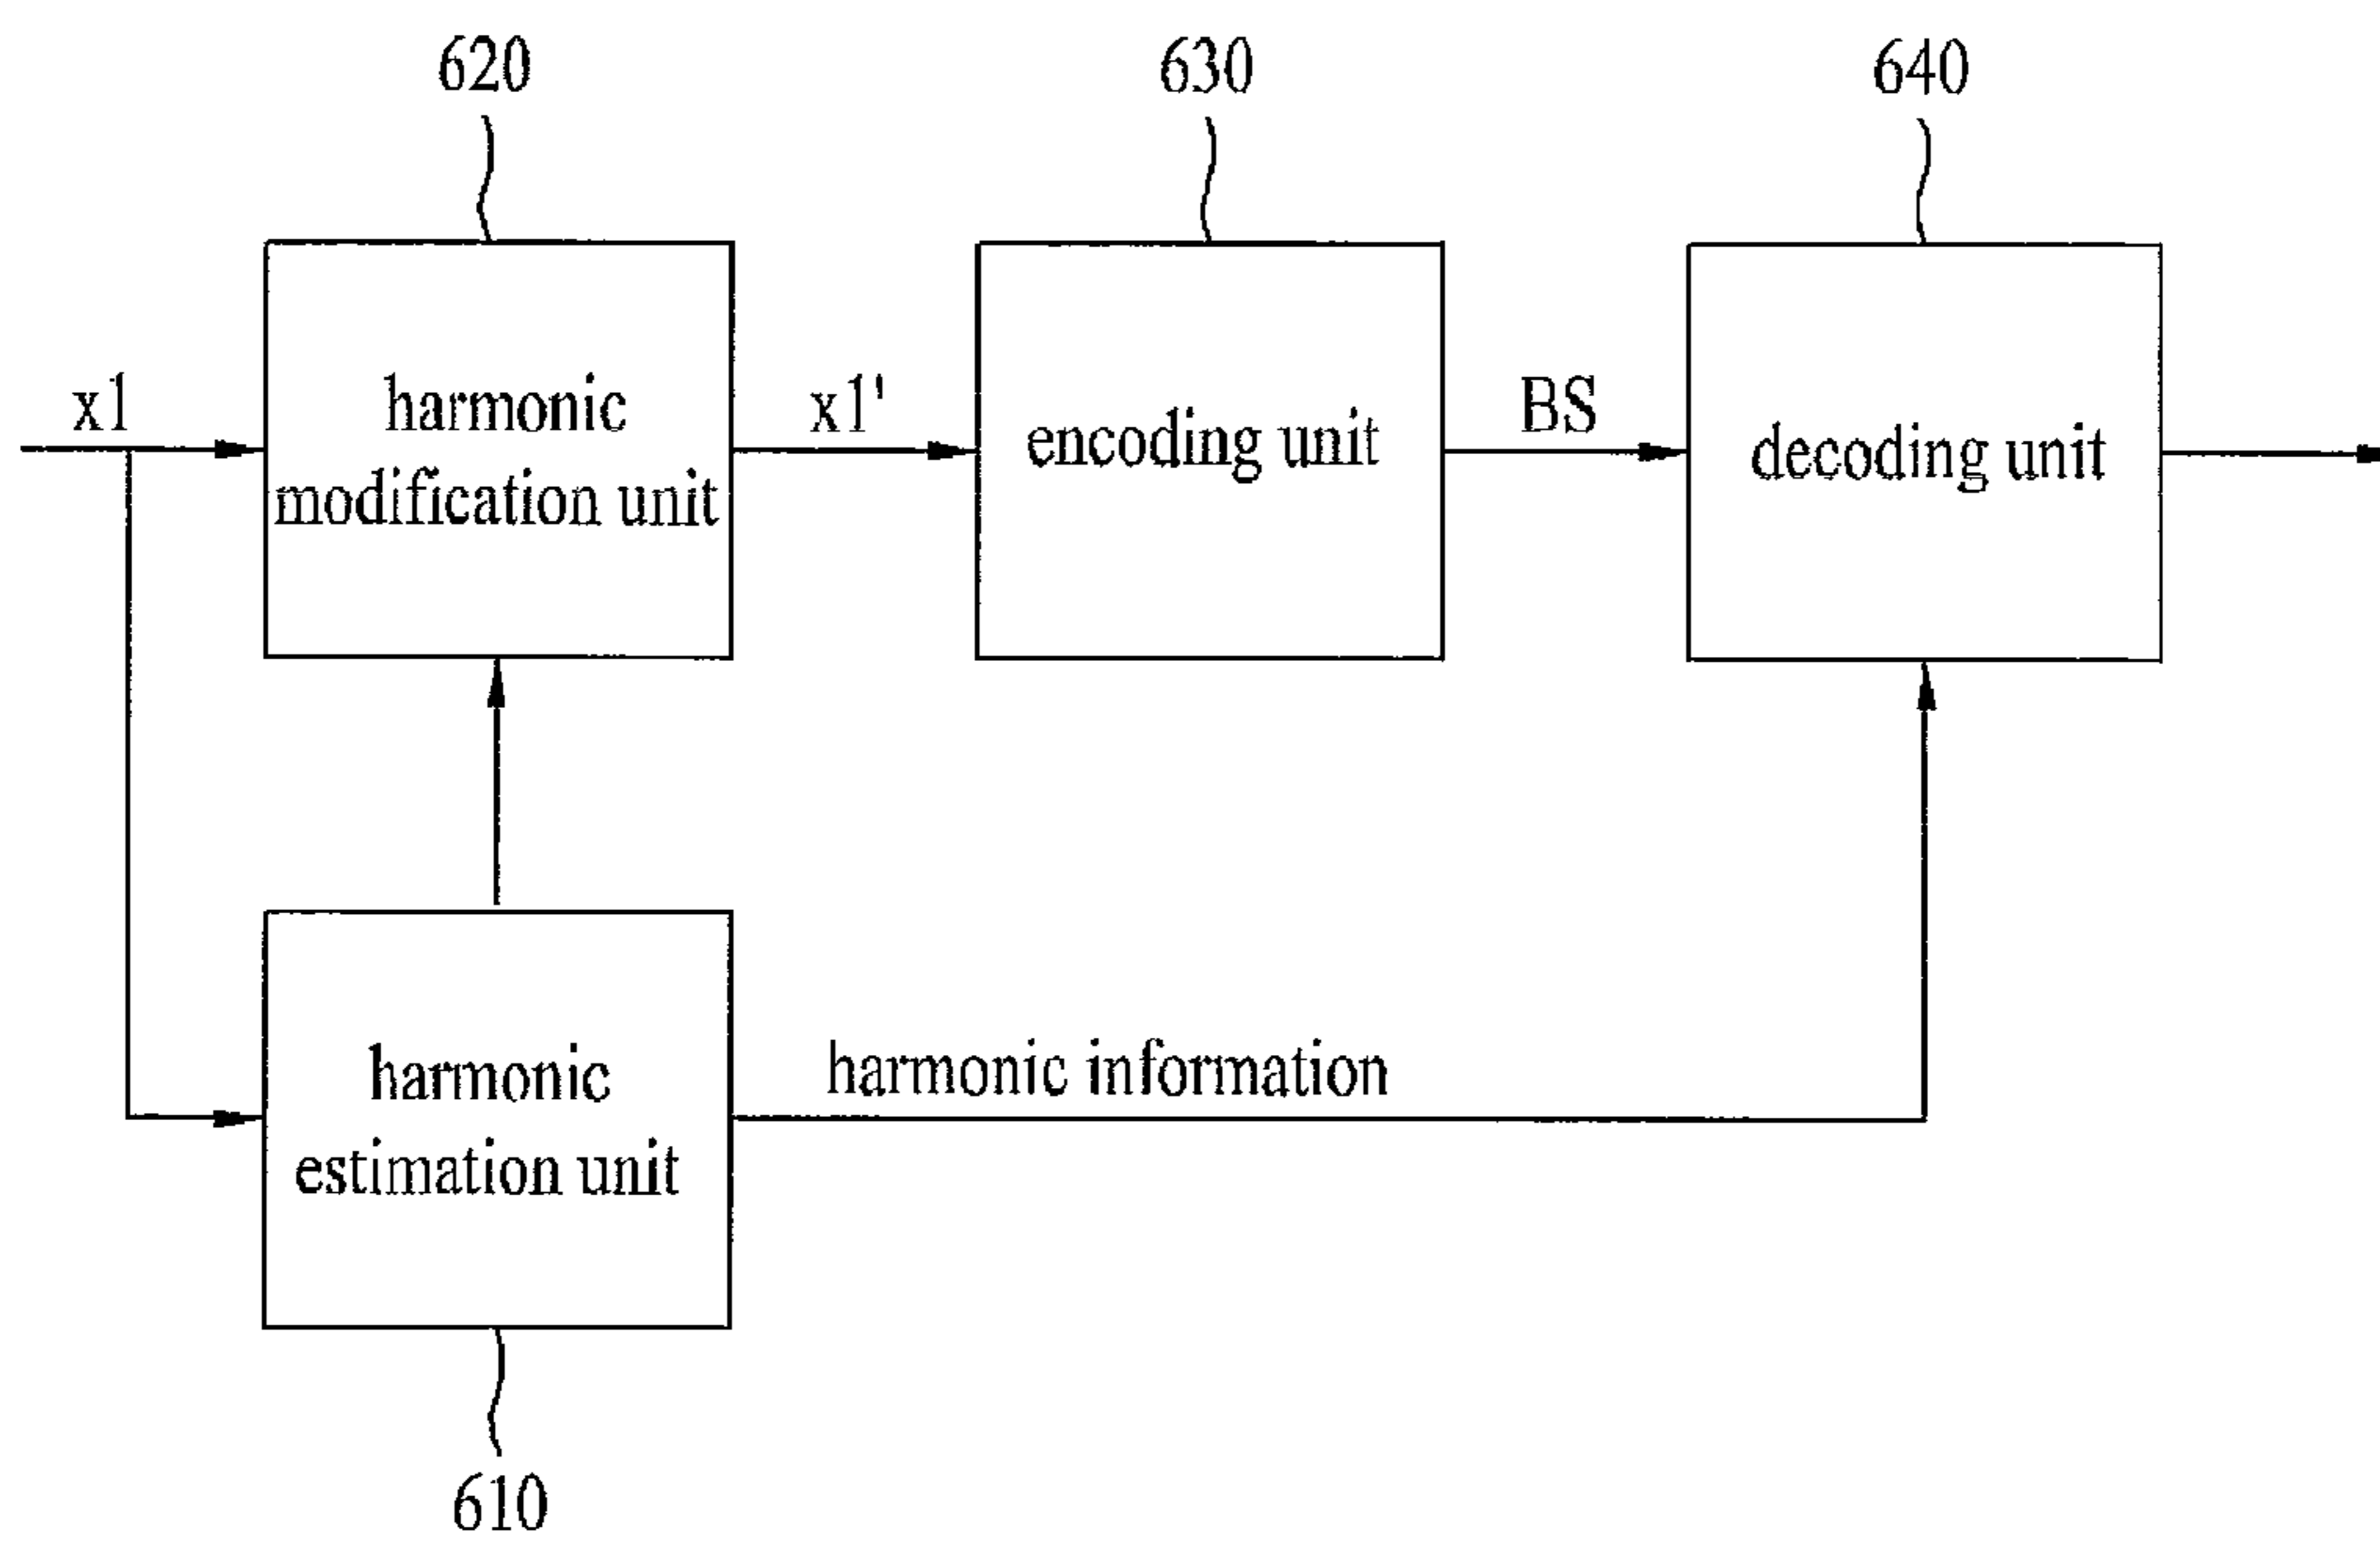 620
630
640
x1
harmonic
modification unit
x1'
encoding unit
BS
decoding unit
harmonic
estimation unit
harmonic information
610